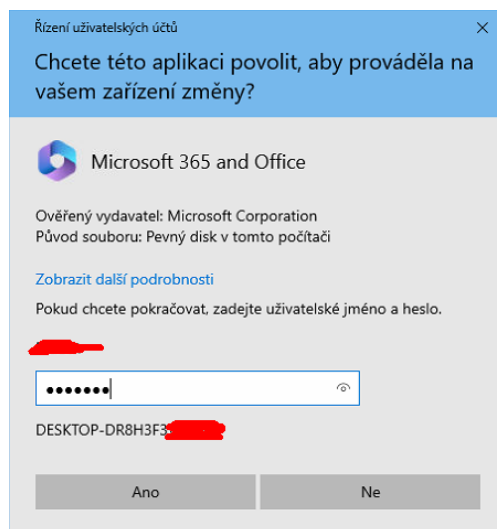 Řízení uživatelských účtů
Chcete této aplikaci povolit, aby prováděla na
vašem zařízení změny?
Microsoft 365 and Office
Ověřený vydavatel: Microsoft Corporation
Původ souboru: Pevný disk v tomto počítači
Zobrazit další podrobnosti
Pokud chcete pokračovat, zadejte uživatelské jméno a heslo.
•••••••
DESKTOP-DR8H3F3
Ano
Ne